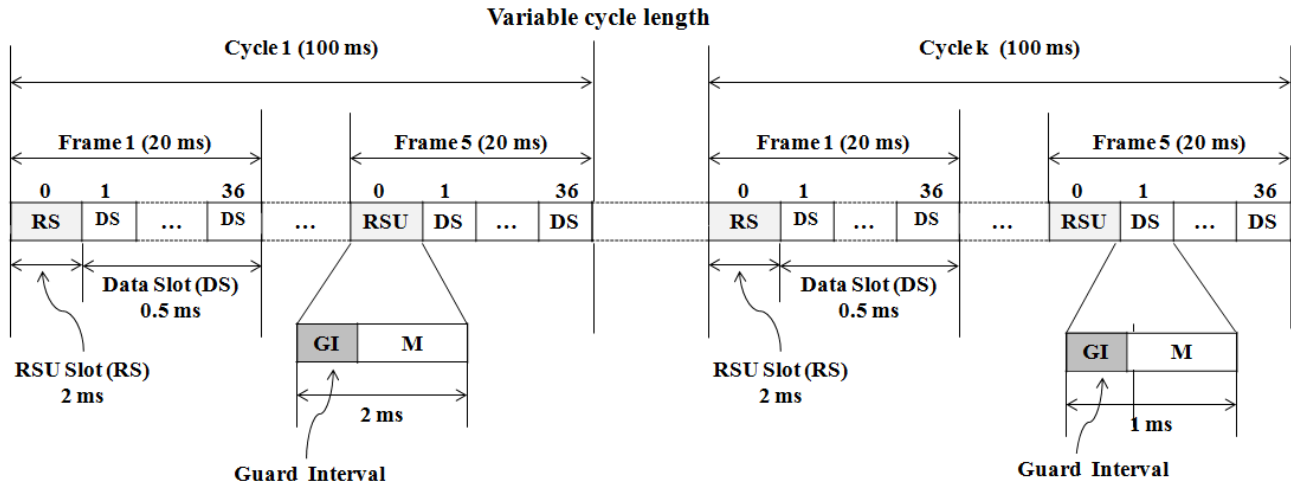 Variable cycle length
Cycle 1 (100 ms) Cycle k (100 ms)
Frame 1 (20 ms) Frame 5 (20 ms) Frame 1 (20 ms) Frame 5 (20 ms)
0 1 36 0 1 36 0 1 36 0 1 36
RS DS ... DS ... RSU DS ... DS RS DS ... DS ... RSU DS ... DS
Data Slot (DS) Data Slot (DS)
0.5 ms 0.5 ms
GI M GI M
RSU Slot (RS) RSU Slot (RS)
2 ms 2 ms
2 ms 1 ms
Guard Interval Guard Interval